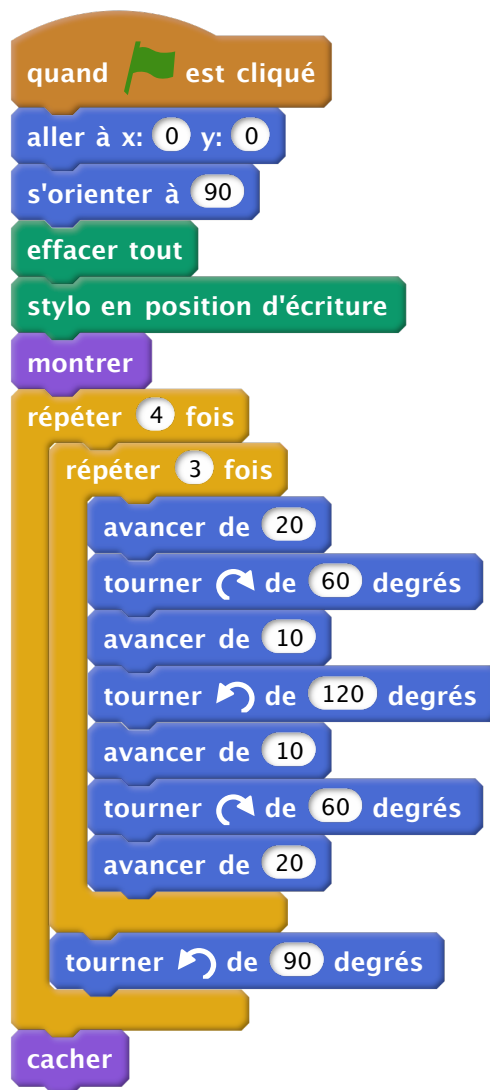 quand est cliqué
aller à x: 0 y: 0
s'orienter à 90
effacer tout
stylo en position d'écriture
montrer
répéter 4 fois
répéter 3 fois
avancer de 20
tourner de 60 degrés
avancer de 10
tourner de 120 degrés
avancer de 10
tourner de 60 degrés
avancer de 20
tourner de 90 degrés
cacher